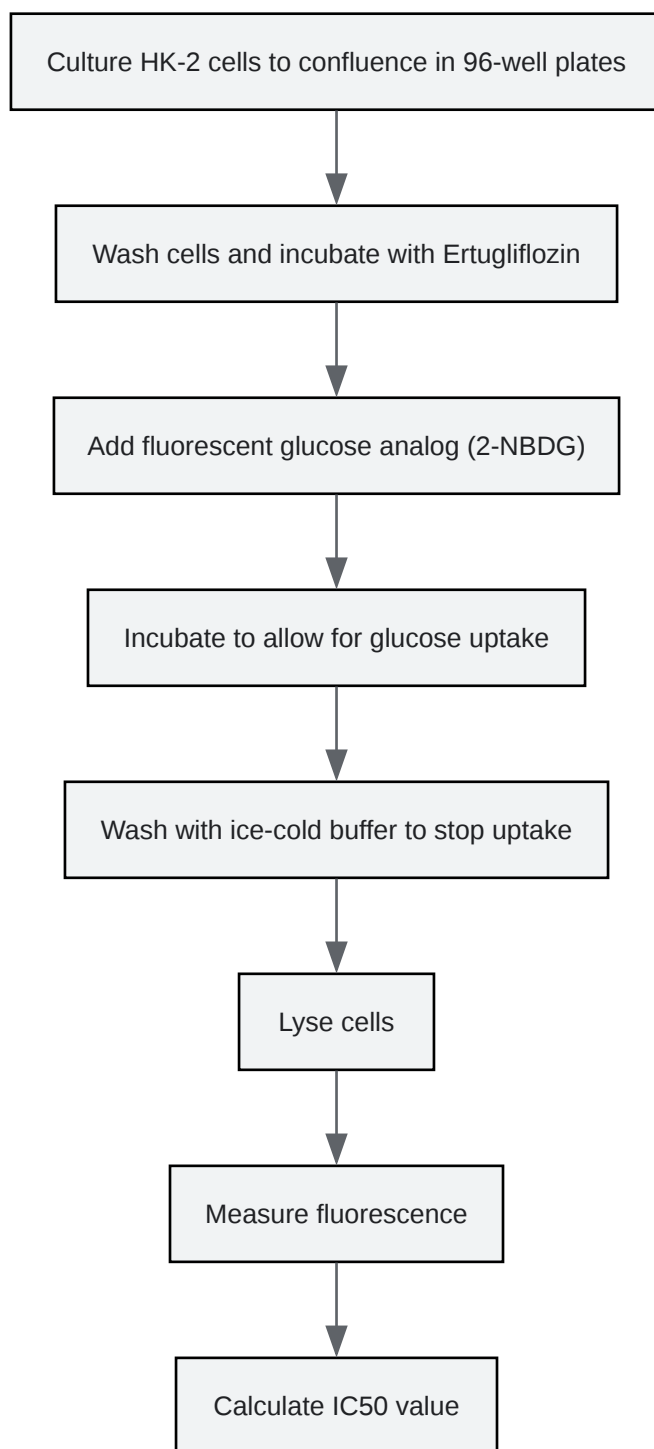 Culture HK-2 cells to confluence in 96-well plates
Wash cells and incubate with Ertugliflozin
Add fluorescent glucose analog (2-NBDG)
Incubate to allow for glucose uptake
Wash with ice-cold buffer to stop uptake
Lyse cells
Measure fluorescence
Calculate IC50 value